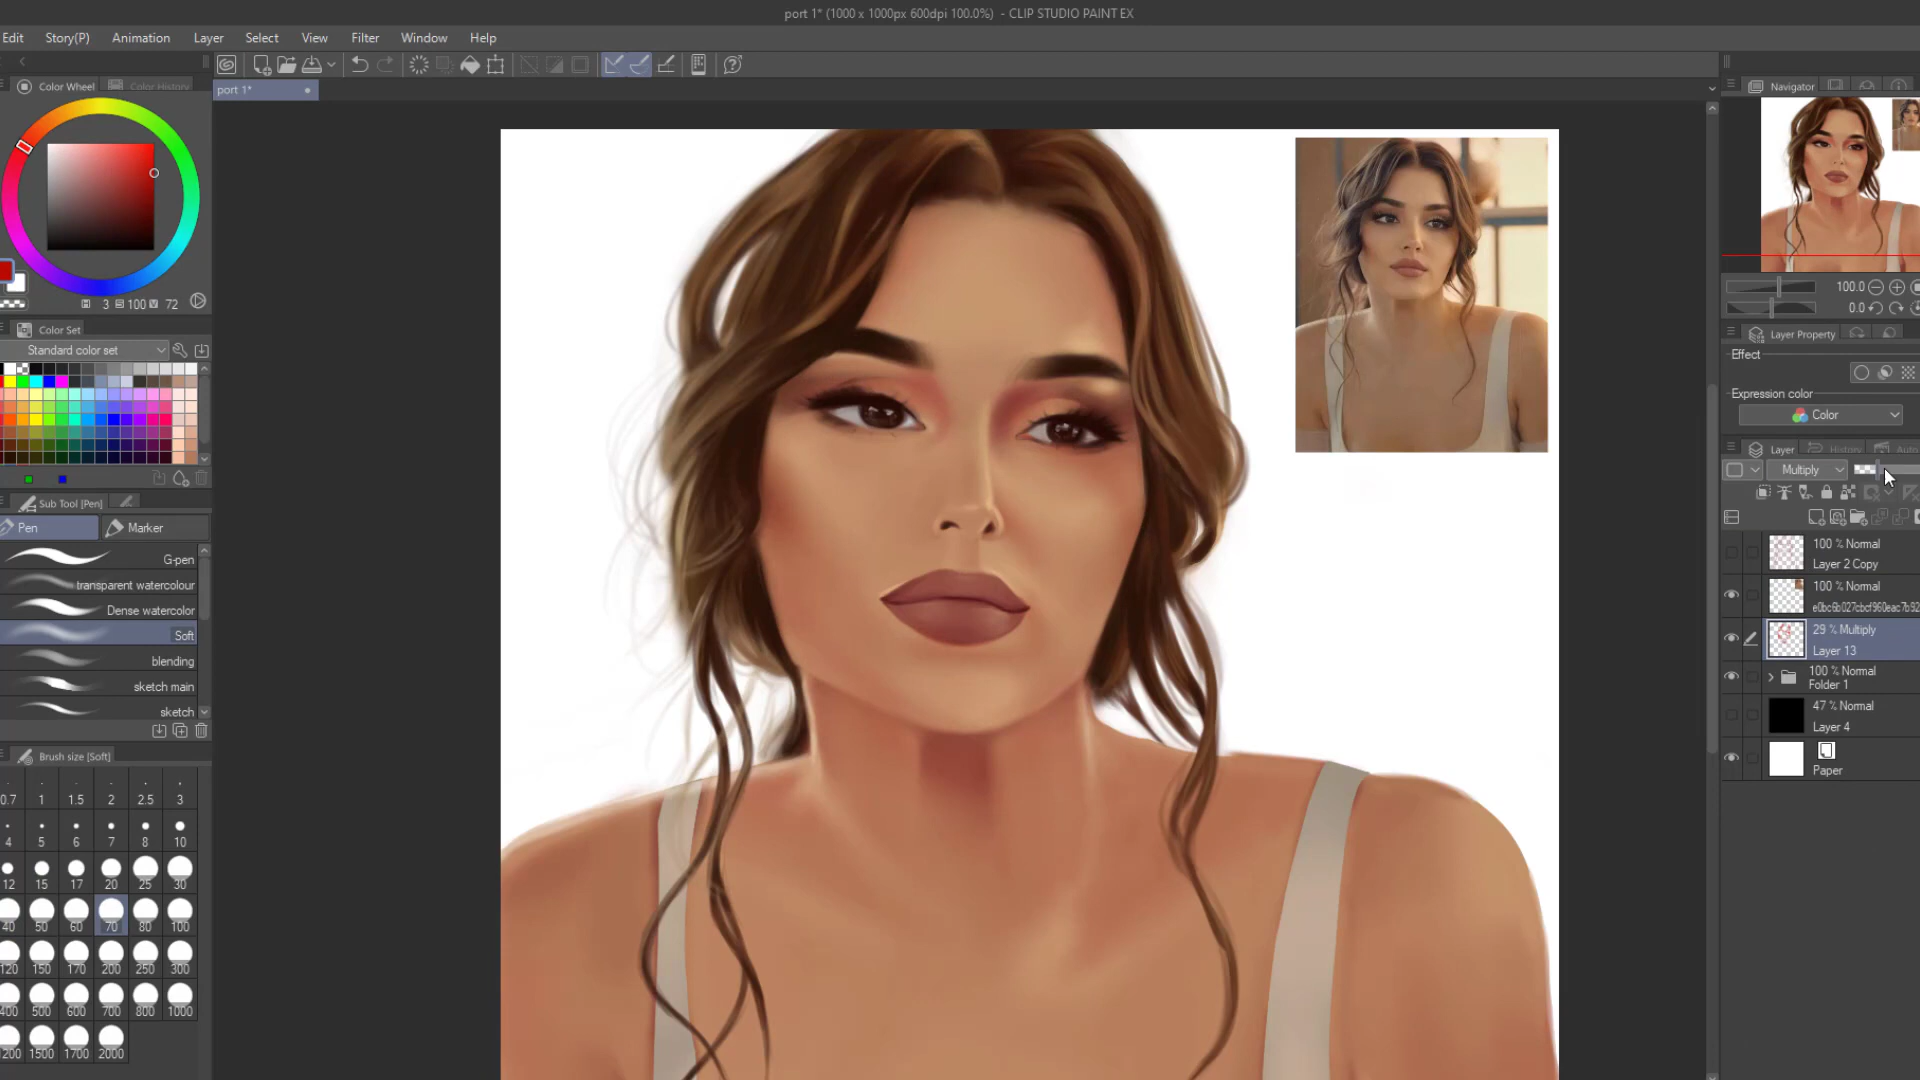 port 1* (1000 x 1000px 600dpi 100.0%) - CLIP STUDIO PAINT EX
Edit Story(P) Animation Layer Select View Filter Window Help
Color Wheel Color History
port 1*
Navigator
3 100 72
100.0
0.0
Color Set
Standard color set
Layer Property
Effect
Expression color
Color
Layer History Auto
Multiply
Sub Tool [Pen]
Pen Marker
G-pen
transparent watercolour
Dense watercolor
Soft
blending
sketch main
sketch
100 % Normal
Layer 2 Copy
100 % Normal
29 % Multiply
Layer 13
100 % Normal
Folder 1
47 % Normal
Layer 4
Paper
Brush size [Soft]
0.7 1 1.5 2 2.5 3
4 5 6 7 8 10
12 15 17 20 25 30
40 50 60 70 80 100
120 150 170 200 250 300
400 500 600 700 800 1000
1200 1500 1700 2000